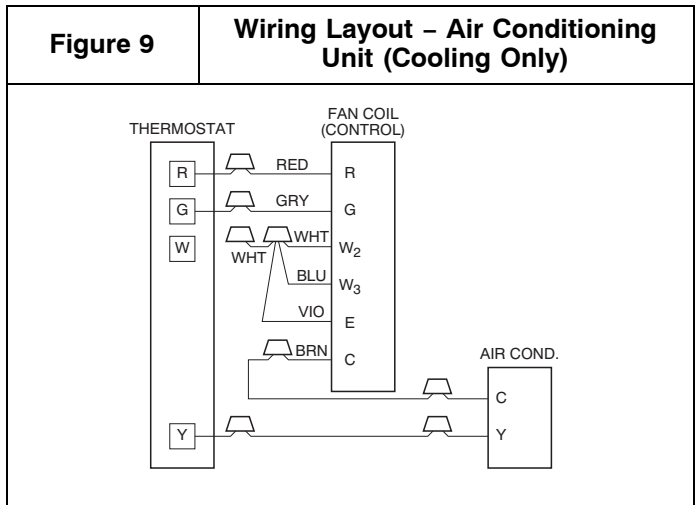 Figure 9
Wiring Layout – Air Conditioning
Unit (Cooling Only)
THERMOSTAT
FAN COIL
(CONTROL)
R
RED
R
G
GRY
G
W
WHT
WHT
W2
BLU
W3
VIO
E
BRN
C
AIR COND.
C
Y
Y